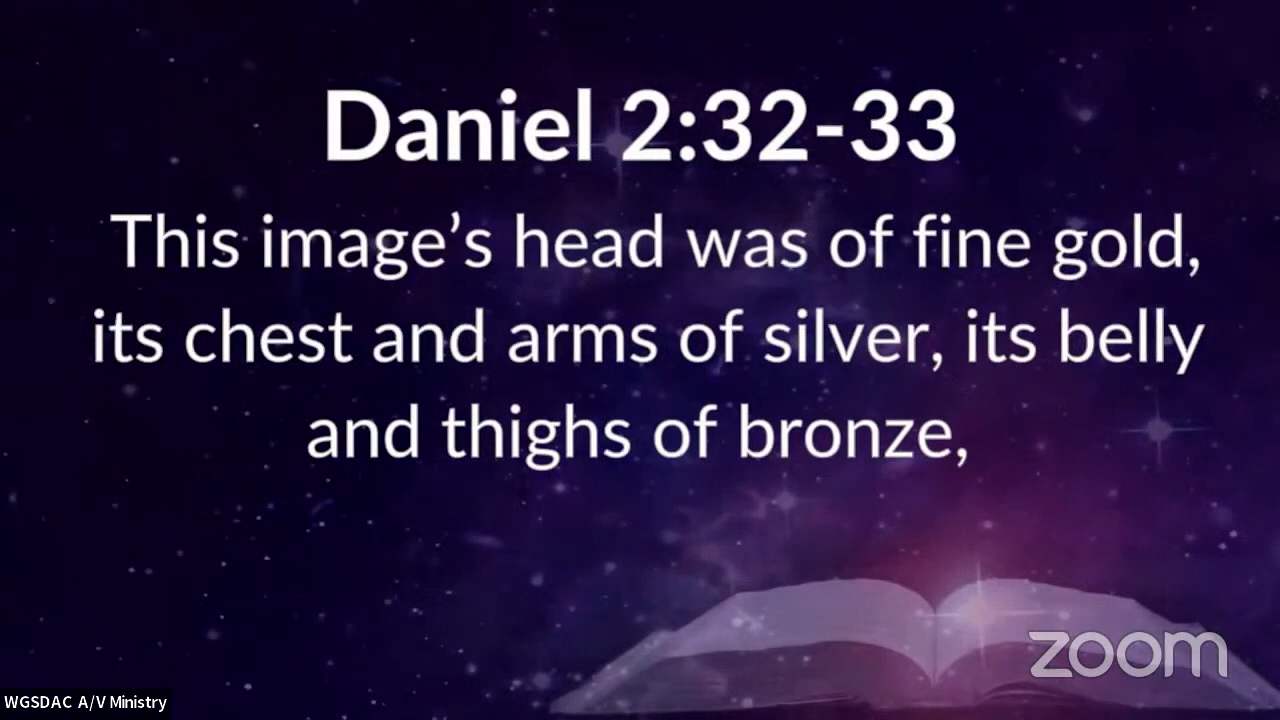 Daniel 2:32-33
This image’s head was of fine gold,
its chest and arms of silver, its belly
and thighs of bronze,
zoom
WGSDAC A/V Ministry